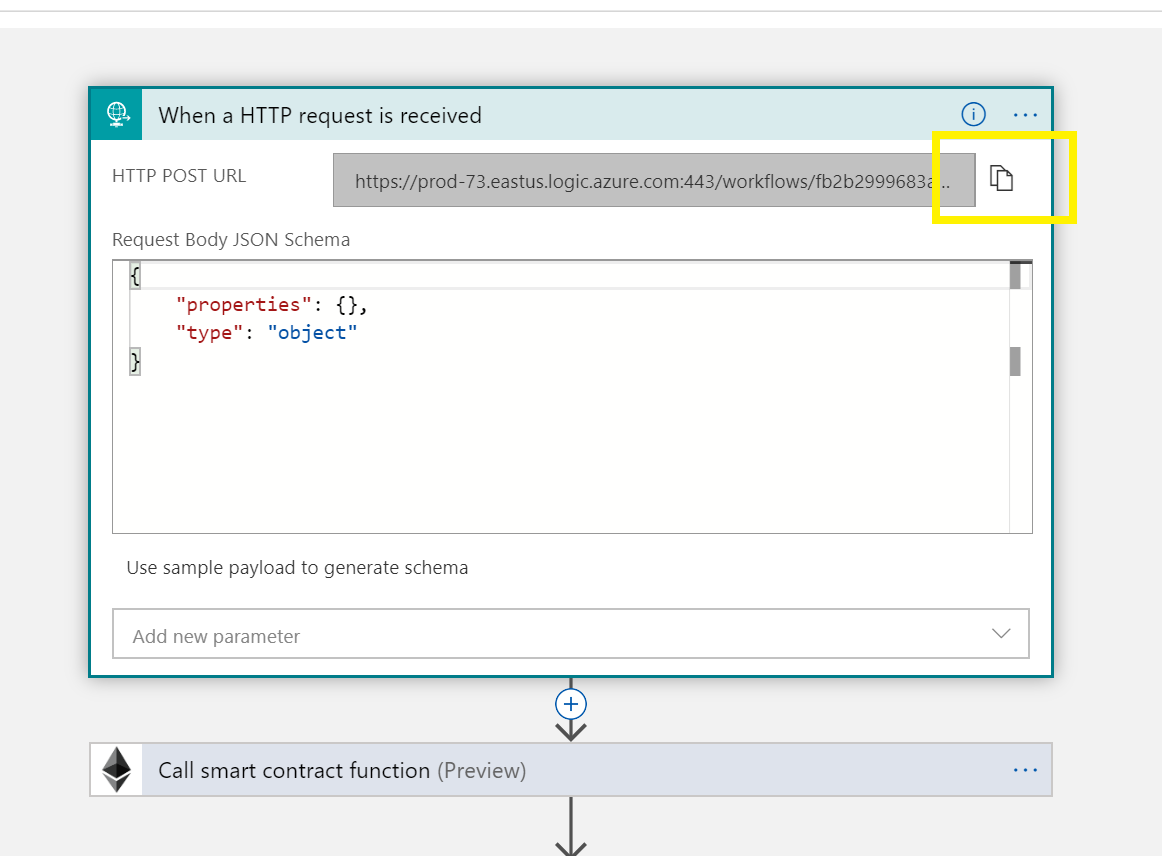 When a HTTP request is received
HTTP POST URL
https://prod-73.eastus.logic.azure.com:443/workflows/fb2b2999683a...
Request Body JSON Schema
{
    "properties": {},
    "type": "object"
}
Use sample payload to generate schema
Add new parameter
Call smart contract function (Preview)